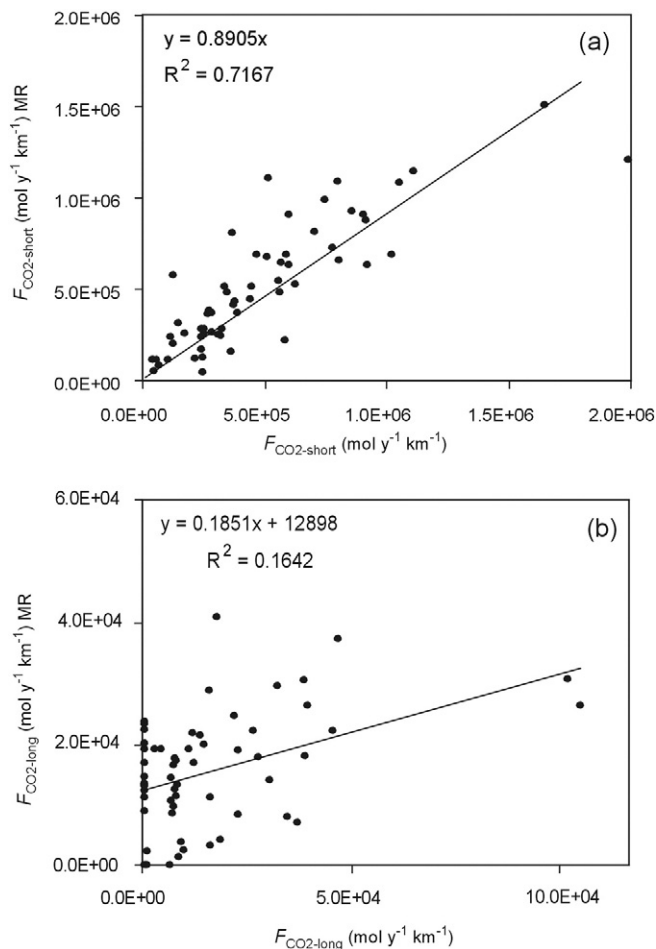 2.0E+06
y = 0.8905x
(a)
R² = 0.7167
1.5E+06
1.0E+06
5.0E+05
0.0E+00
F CO2-short (mol y⁻¹ km⁻¹) MR
0.0E+00 5.0E+05 1.0E+06 1.5E+06 2.0E+06
F CO2-short (mol y⁻¹ km⁻¹)
6.0E+04
y = 0.1851x + 12898
(b)
R² = 0.1642
4.0E+04
2.0E+04
0.0E+00
F CO2-long (mol y⁻¹ km⁻¹) MR
0.0E+00 5.0E+04 10.0E+04
F CO2-long (mol y⁻¹ km⁻¹)